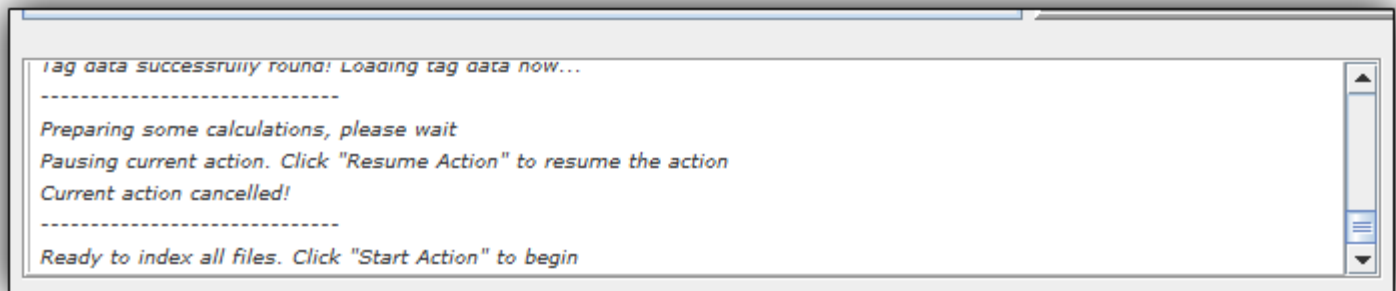 Tag data successfully found! Loading tag data now...
------------------------------
Preparing some calculations, please wait
Pausing current action. Click "Resume Action" to resume the action
Current action cancelled!
------------------------------
Ready to index all files. Click "Start Action" to begin